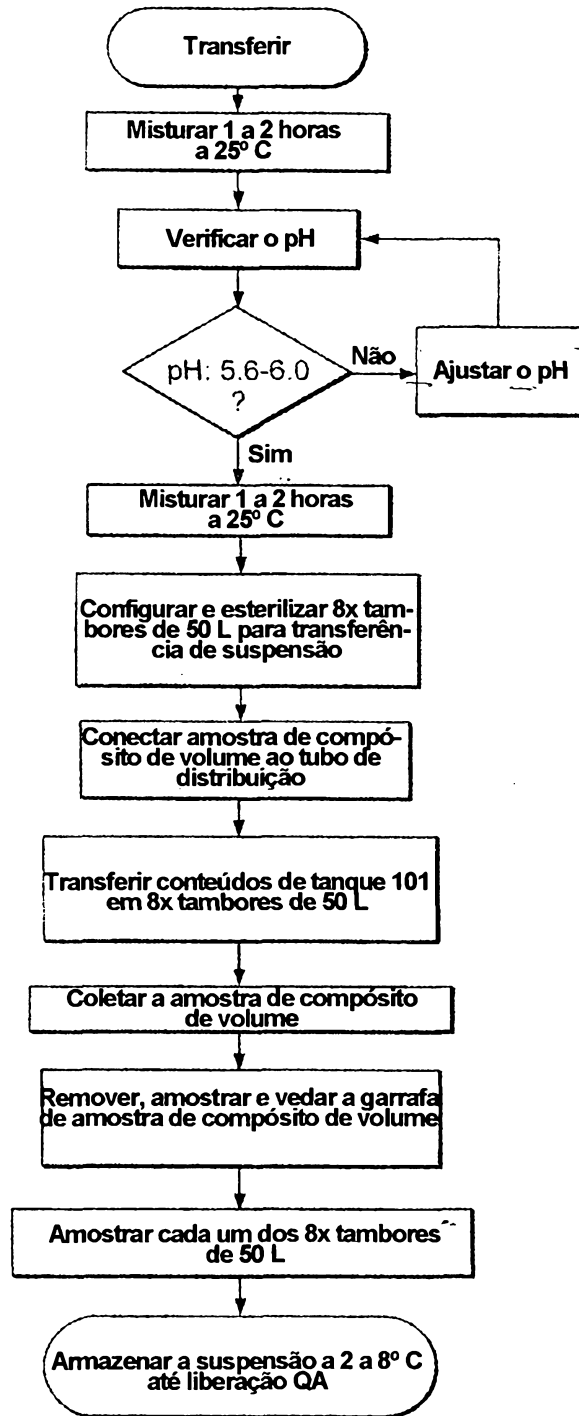 Transferir
Misturar 1 a 2 horas
a 25º C
Verificar o pH
pH: 5.6-6.0
?
Não
Ajustar o pH
Sim
Misturar 1 a 2 horas
a 25º C
Configurar e esterilizar 8x tam-
bores de 50 L para transferên-
cia de suspensão
Conectar amostra de compó-
sito de volume ao tubo de
distribuição
Transferir conteúdos de tanque 101
em 8x tambores de 50 L
Coletar a amostra de compósito
de volume
Remover, amostrar e vedar a garrafa
de amostra de compósito de volume
Amostrar cada um dos 8x tambores
de 50 L
Armazenar a suspensão a 2 a 8º C
até liberação QA